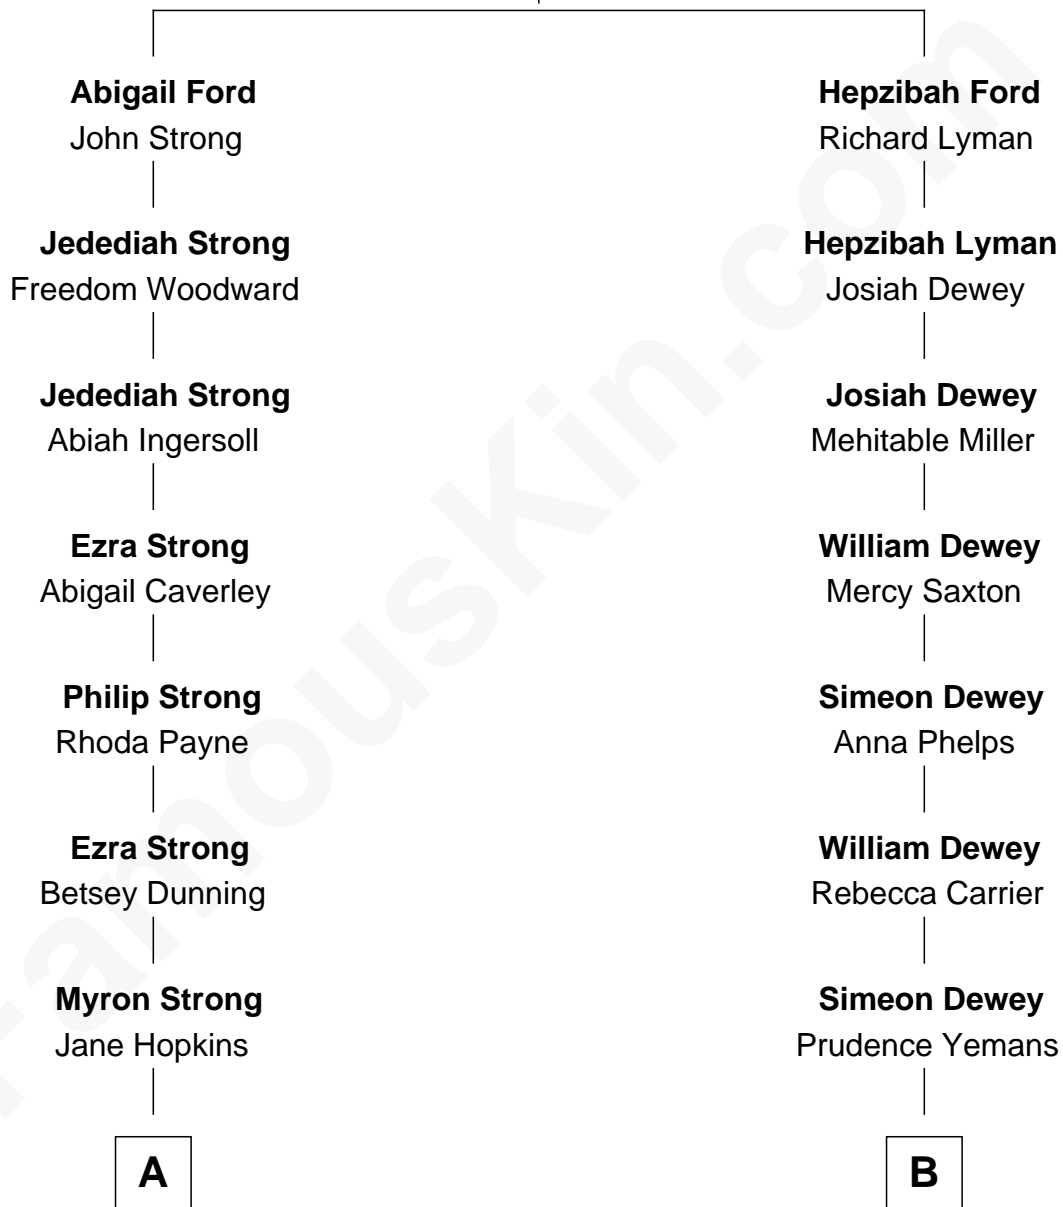 Abigail Ford
John Strong
Jedediah Strong
Freedom Woodward
Jedediah Strong
Abiah Ingersoll
Ezra Strong
Abigail Caverley
Philip Strong
Rhoda Payne
Ezra Strong
Betsey Dunning
Myron Strong
Jane Hopkins
A
Hepzibah Ford
Richard Lyman
Hepzibah Lyman
Josiah Dewey
Josiah Dewey
Mehitable Miller
William Dewey
Mercy Saxton
Simeon Dewey
Anna Phelps
William Dewey
Rebecca Carrier
Simeon Dewey
Prudence Yemans
B
FamousKin.com